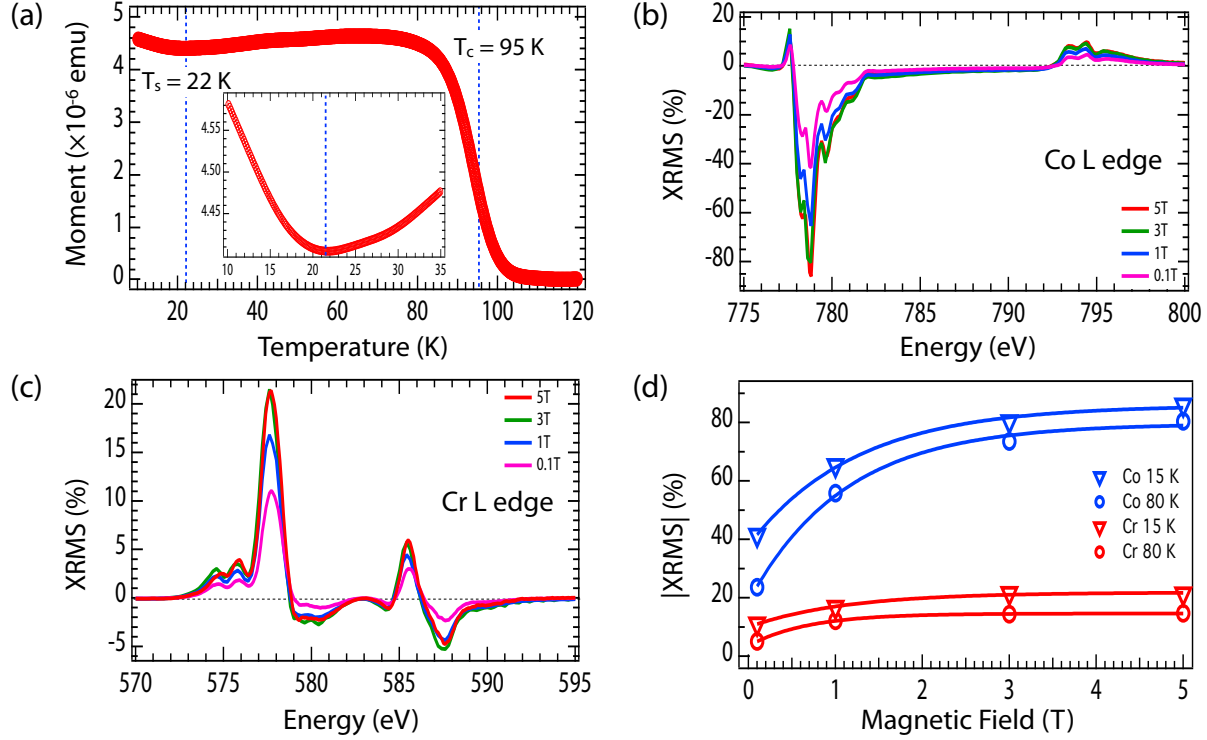 (a)
Moment (×10⁻⁶ emu)
5
4
3
2
1
0
T_c = 95 K
T_s = 22 K
4.55
4.50
4.45
10
15
20
25
30
35
20
40
60
80
100
120
Temperature (K)
(b)
XRMS (%)
20
0
-20
-40
-60
-80
Co L edge
5T
3T
1T
0.1T
775
780
785
790
795
800
Energy (eV)
(c)
XRMS (%)
20
15
10
5
0
-5
5T
3T
1T
0.1T
Cr L edge
570
575
580
585
590
595
Energy (eV)
(d)
|XRMS| (%)
80
60
40
20
0
Co 15 K
Co 80 K
Cr 15 K
Cr 80 K
0
1
2
3
4
5
Magnetic Field (T)